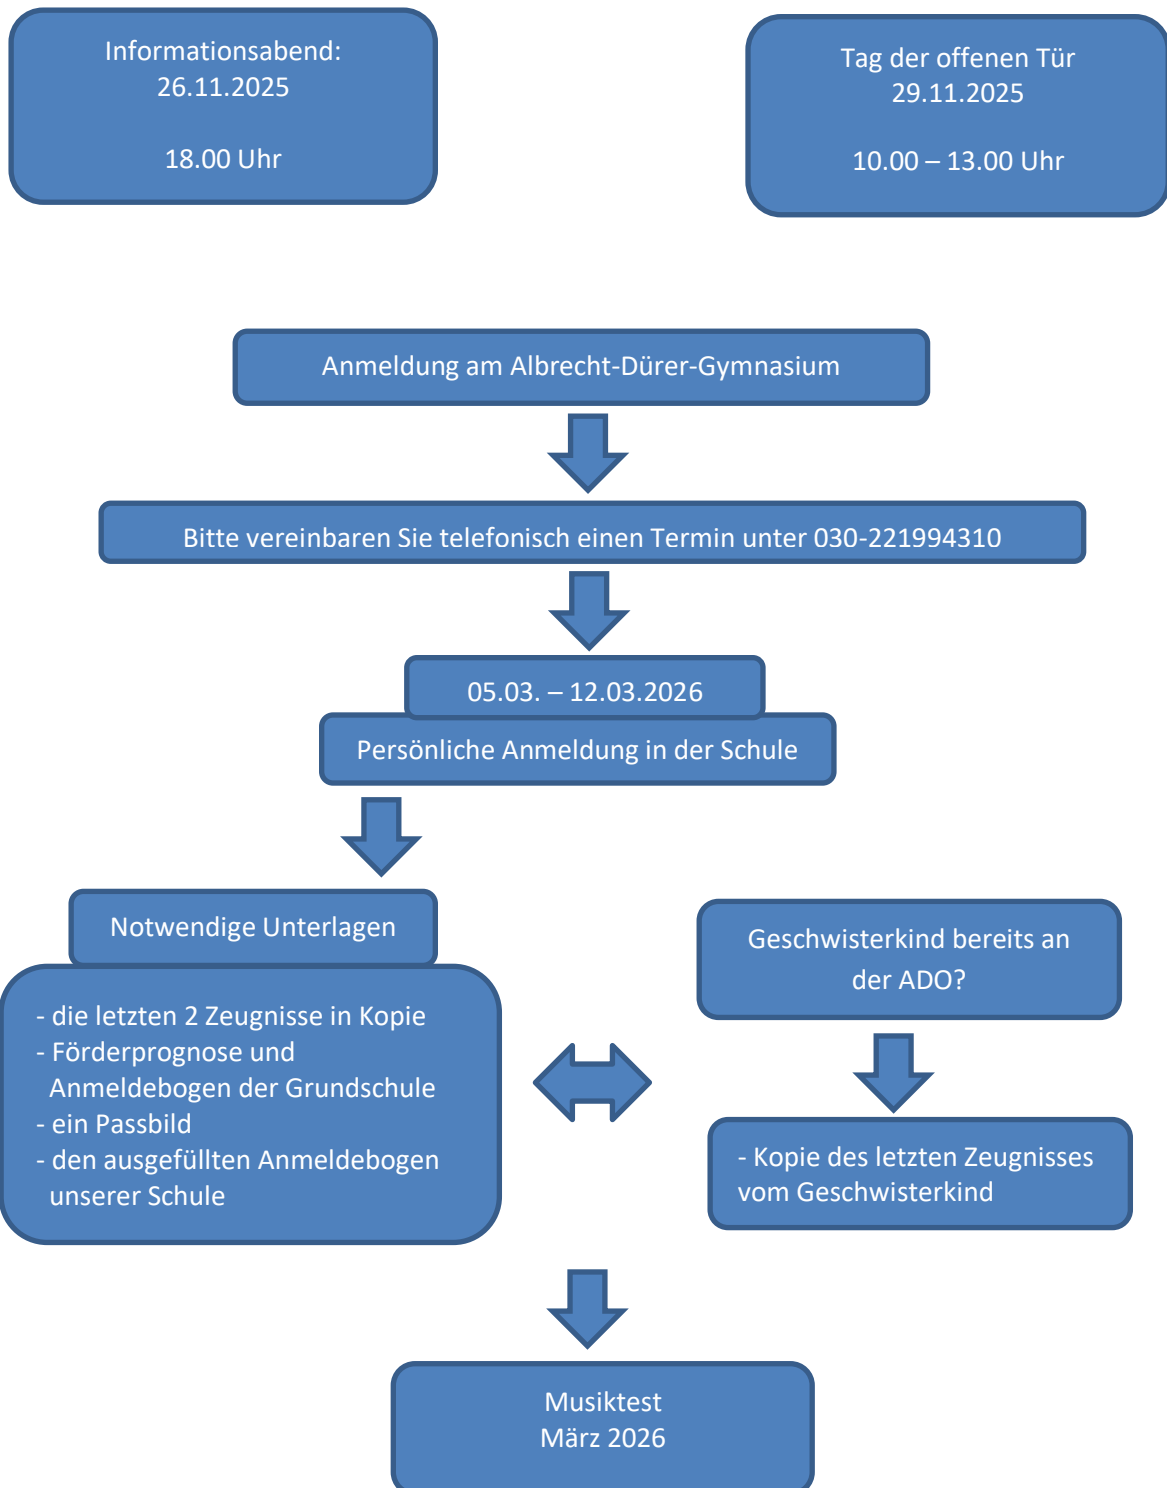 Informationsabend:
26.11.2025
18.00 Uhr
Tag der offenen Tür
29.11.2025
10.00 – 13.00 Uhr
Anmeldung am Albrecht-Dürer-Gymnasium
Bitte vereinbaren Sie telefonisch einen Termin unter 030-221994310
05.03. – 12.03.2026
Persönliche Anmeldung in der Schule
Notwendige Unterlagen
- die letzten 2 Zeugnisse in Kopie
- Förderprognose und
Anmeldebogen der Grundschule
- ein Passbild
- den ausgefüllten Anmeldebogen
unserer Schule
Geschwisterkind bereits an
der ADO?
- Kopie des letzten Zeugnisses
vom Geschwisterkind
Musiktest
März 2026